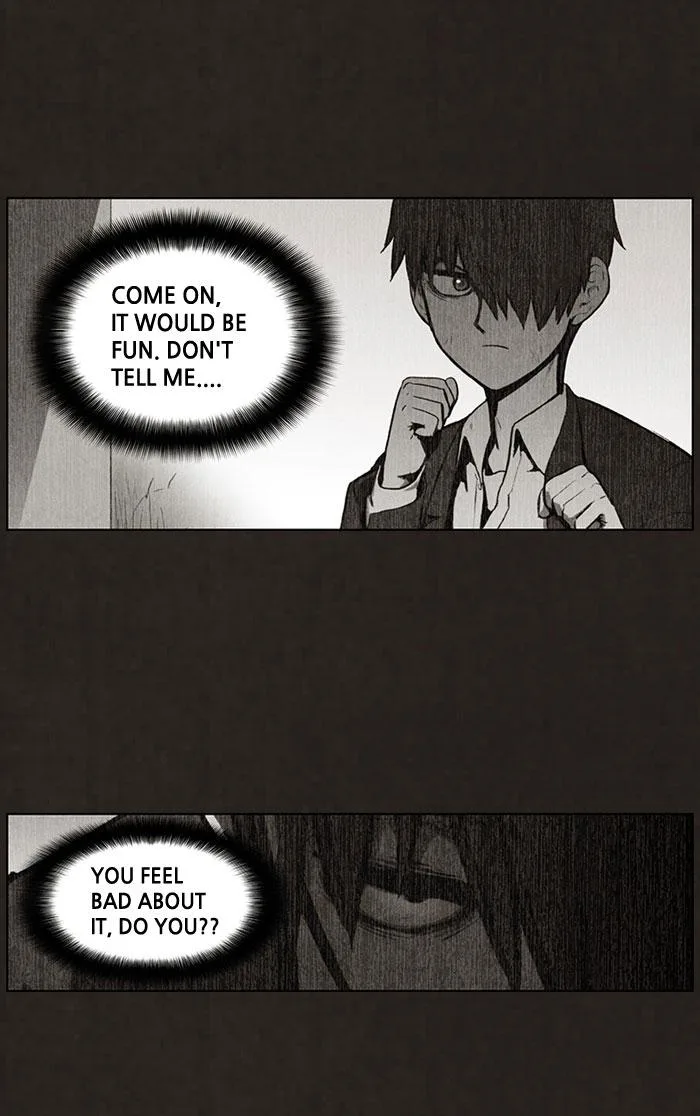 COME ON,
IT WOULD BE
FUN. DON'T
TELL ME....
YOU FEEL
BAD ABOUT
IT, DO YOU??